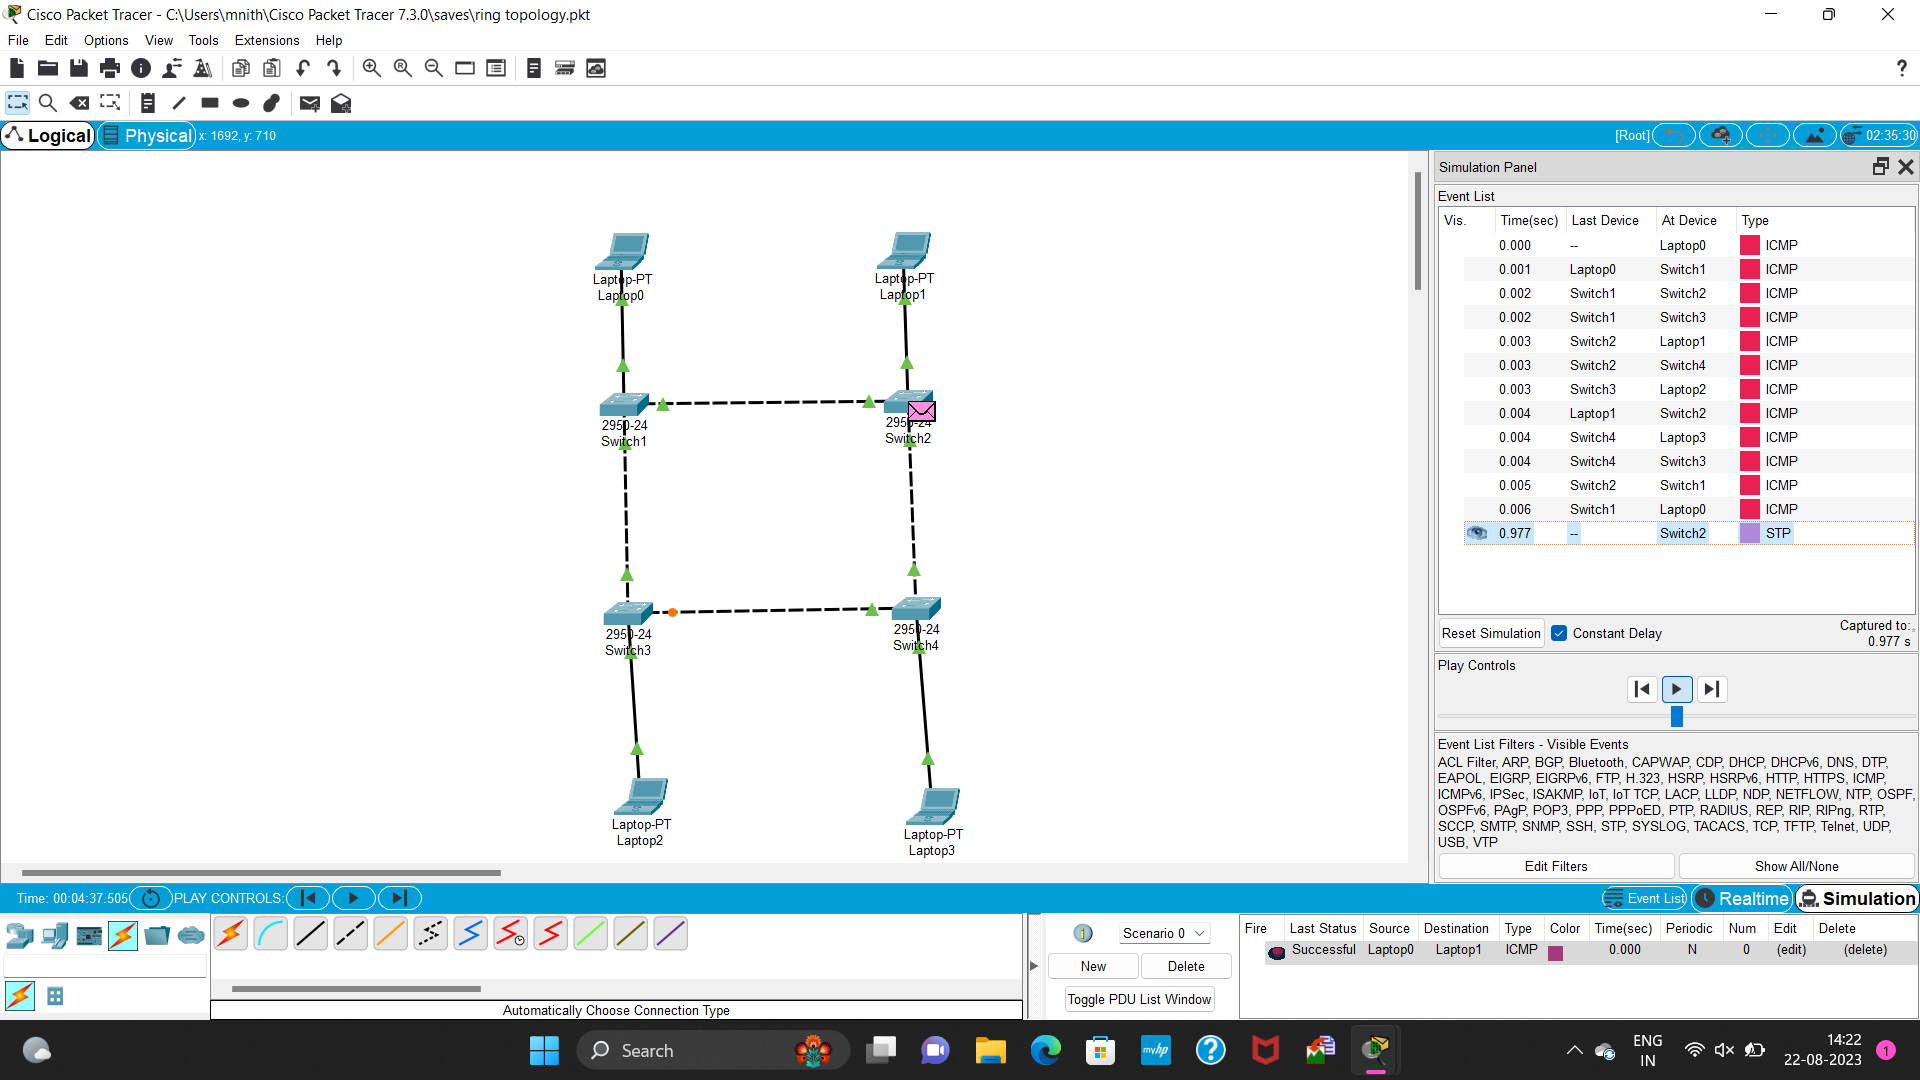 Cisco Packet Tracer - C:\Users\mnith\Cisco Packet Tracer 7.3.0\saves\ring topology.pkt
File Edit Options View Tools Extensions Help
?
Logical Physical x: 1692, y: 710
[Root] 02:35:30
Laptop-PT
Laptop0
Laptop-PT
Laptop1
2950-24
Switch1
2950-24
Switch2
2950-24
Switch3
2950-24
Switch4
Laptop-PT
Laptop2
Laptop-PT
Laptop3
Simulation Panel
Event List
Vis. Time(sec) Last Device At Device Type
0.000 -- Laptop0 ICMP
0.001 Laptop0 Switch1 ICMP
0.002 Switch1 Switch2 ICMP
0.002 Switch1 Switch3 ICMP
0.003 Switch2 Laptop1 ICMP
0.003 Switch2 Switch4 ICMP
0.003 Switch3 Laptop2 ICMP
0.004 Laptop1 Switch2 ICMP
0.004 Switch4 Laptop3 ICMP
0.004 Switch4 Switch3 ICMP
0.005 Switch2 Switch1 ICMP
0.006 Switch1 Laptop0 ICMP
0.977 -- Switch2 STP
Reset Simulation Constant Delay
Captured to:
0.977 s
Play Controls
Event List Filters - Visible Events
ACL Filter, ARP, BGP, Bluetooth, CAPWAP, CDP, DHCP, DHCPv6, DNS, DTP,
EAPOL, EIGRP, EIGRPv6, FTP, H.323, HSRP, HSRPv6, HTTP, HTTPS, ICMP,
ICMPv6, IPSec, ISAKMP, IoT, IoT TCP, LACP, LLDP, NDP, NETFLOW, NTP, OSPF,
OSPFv6, PAgP, POP3, PPP, PPPoED, PTP, RADIUS, REP, RIP, RIPng, RTP,
SCCP, SMTP, SNMP, SSH, STP, SYSLOG, TACACS, TCP, TFTP, Telnet, UDP,
USB, VTP
Edit Filters Show All/None
Time: 00:04:37.505 PLAY CONTROLS:
Event List Realtime Simulation
Automatically Choose Connection Type
1 Scenario 0
New Delete
Toggle PDU List Window
Fire Last Status Source Destination Type Color Time(sec) Periodic Num Edit Delete
Successful Laptop0 Laptop1 ICMP 0.000 N 0 (edit) (delete)
Search
myhp
?
ENG
IN
14:22
22-08-2023
1